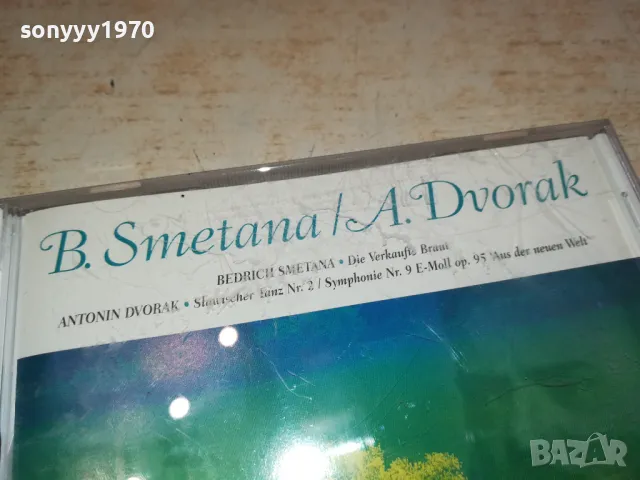 sonyyy1970
B. Smetana / A. Dvorak
BEDRICH SMETANA • Die Verkaufte Braut
ANTONIN DVORAK • Slawischer Tanz Nr. 2 / Symphonie Nr. 9 E-Moll op. 95 'Aus der neuen Welt'
BAZAR
bg